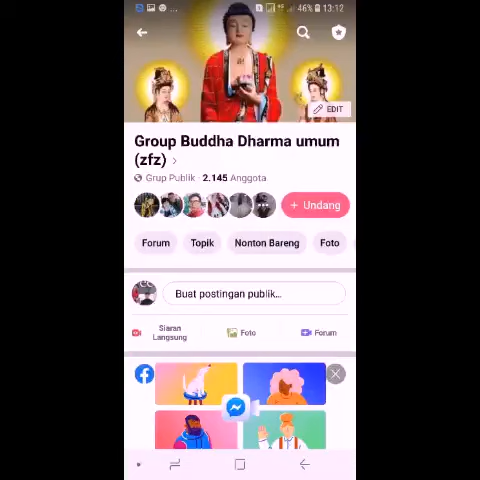 46% 13:12
EDIT
Group Buddha Dharma umum
(zfz) >
Grup Publik · 2.145 Anggota
+ Undang
Forum Topik Nonton Bareng Foto
Buat postingan publik...
Siaran
Langsung
Foto
Forum